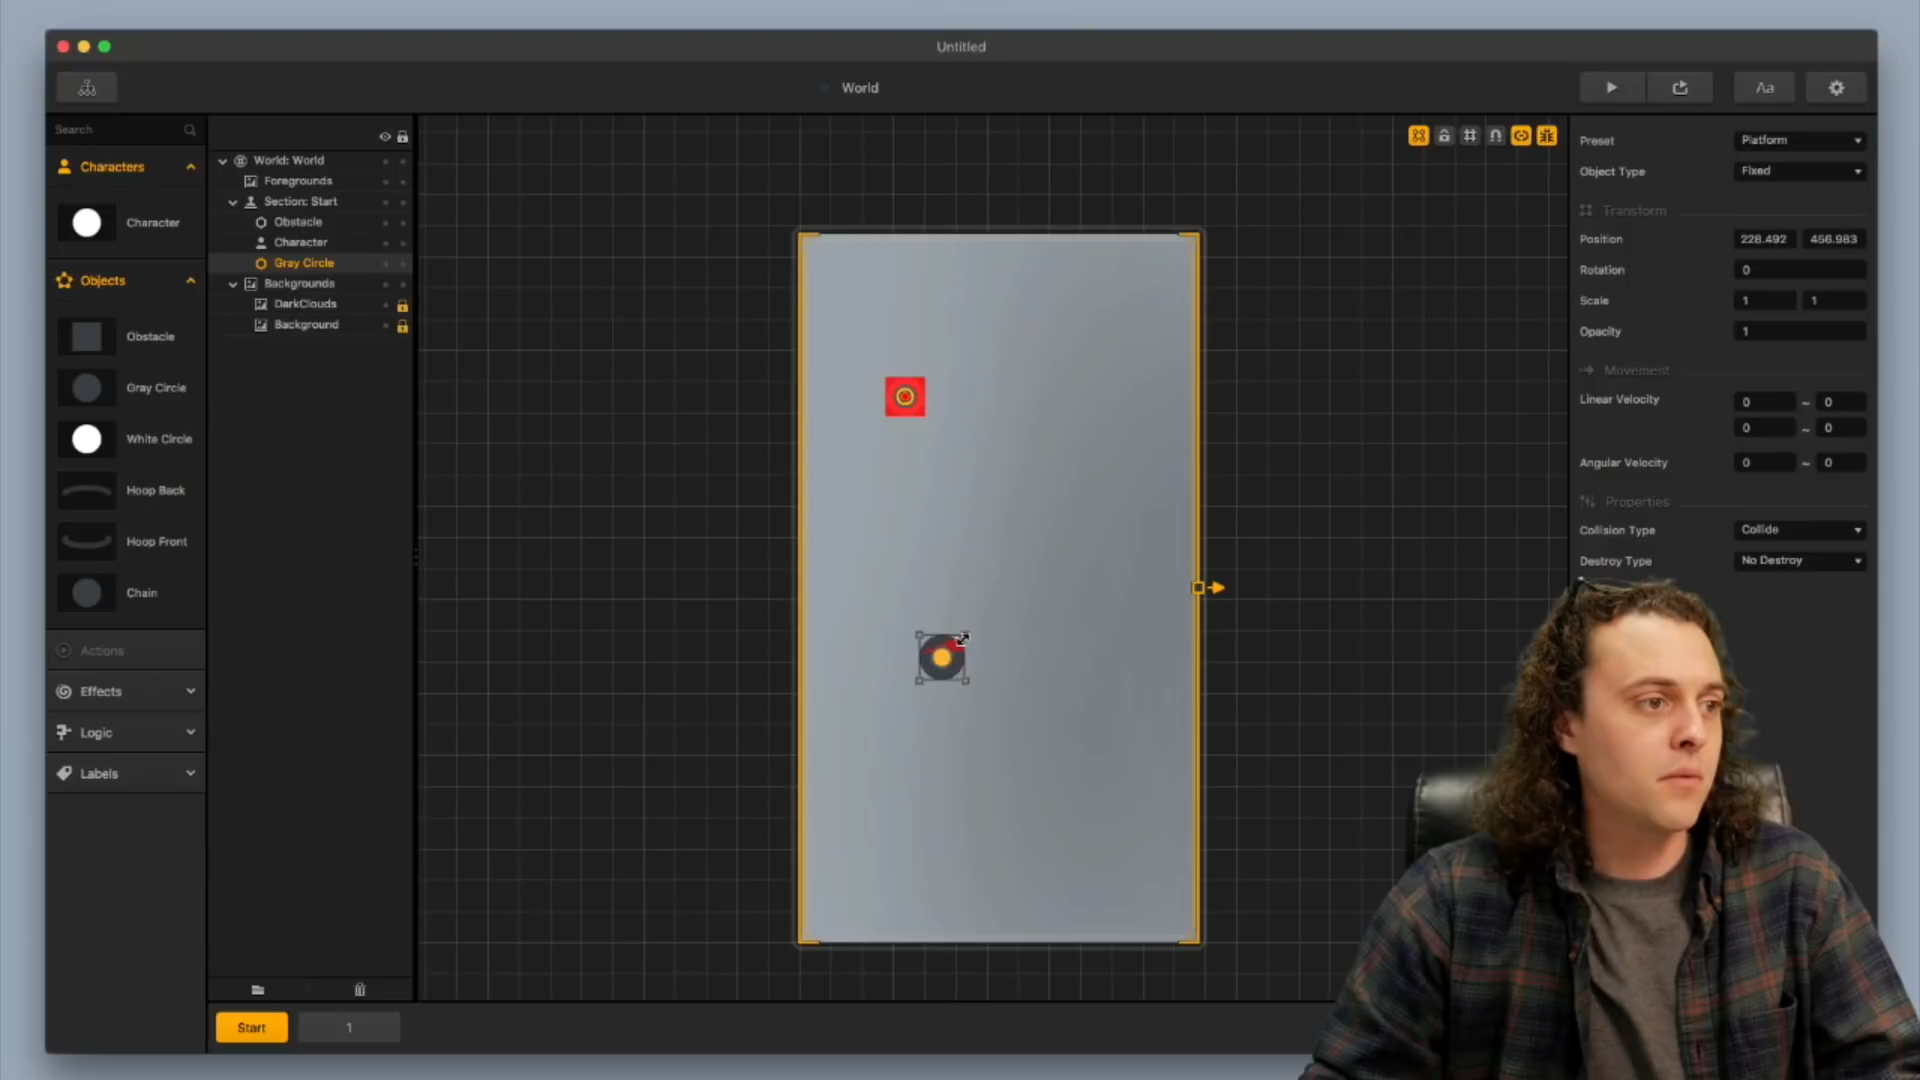 Untitled
World
Aa
Search
Characters
Character
Objects
Obstacle
Gray Circle
White Circle
Hoop Back
Hoop Front
Chain
Actions
Effects
Logic
Labels
World: World
Foregrounds
Section: Start
Obstacle
Character
Gray Circle
Backgrounds
DarkClouds
Background
Start
1
Preset Platform
Object Type Fixed
Transform
Position 228.492 456.983
Rotation 0
Scale 1 1
Opacity 1
Movement
Linear Velocity 0 ~ 0
0 ~ 0
Angular Velocity 0 ~ 0
Properties
Collision Type Collide
Destroy Type No Destroy